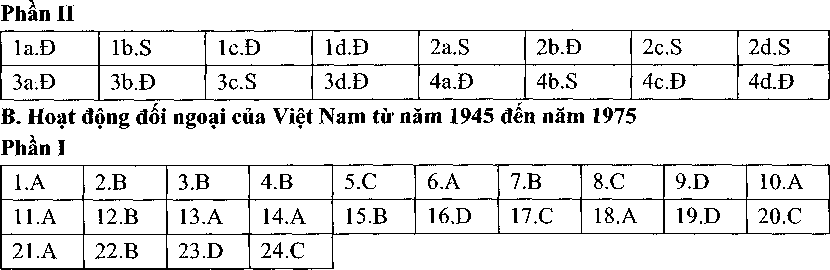 Phần II
1a.Đ 1b.S 1c.Đ 1d.Đ 2a.S 2b.Đ 2c.S 2d.S
3a.Đ 3b.Đ 3c.S 3d.Đ 4a.Đ 4b.S 4c.Đ 4d.Đ
B. Hoạt động đối ngoại của Việt Nam từ năm 1945 đến năm 1975
Phần I
1.A 2.B 3.B 4.B 5.C 6.A 7.B 8.C 9.D 10.A
11.A 12.B 13.A 14.A 15.B 16.D 17.C 18.A 19.D 20.C
21.A 22.B 23.D 24.C